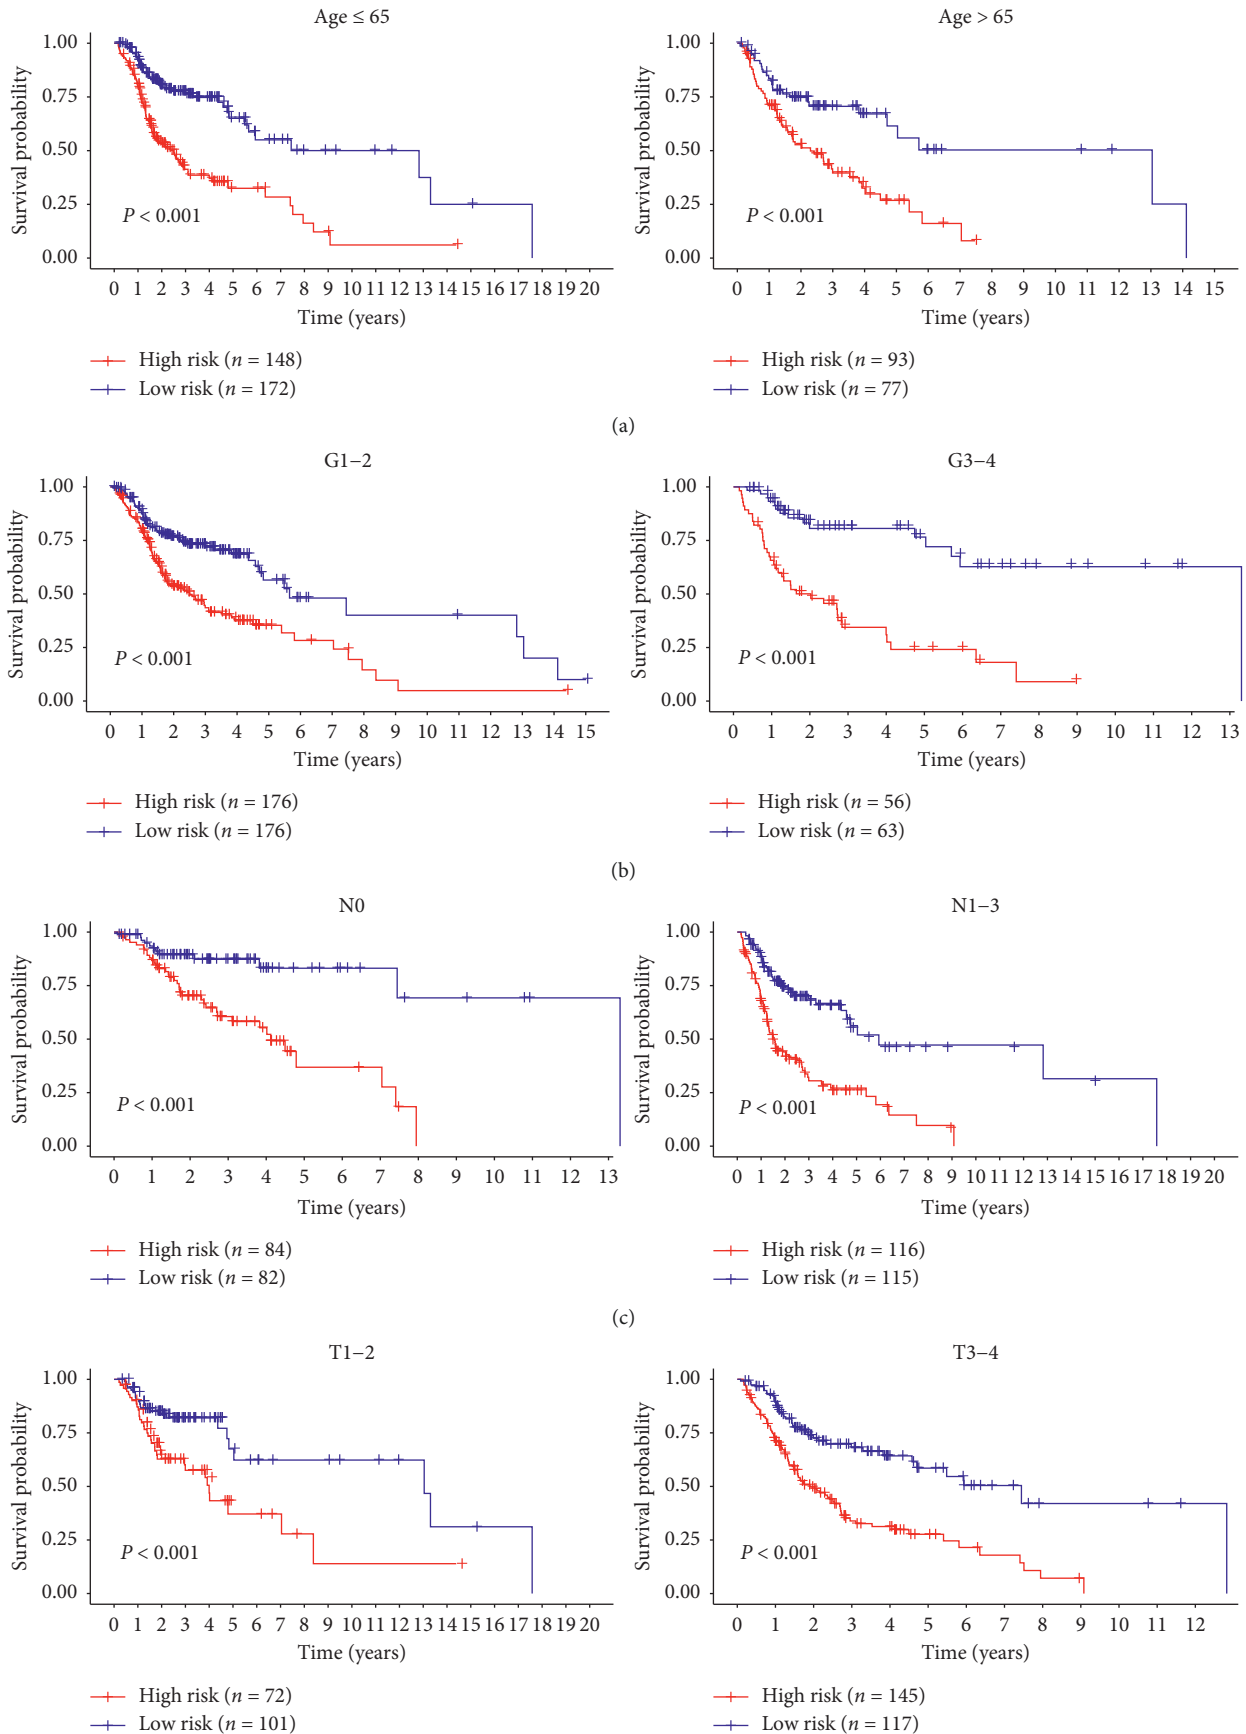 Age ≤ 65
Survival probability
1.00
0.75
0.50
0.25
0.00
P < 0.001
0 1 2 3 4 5 6 7 8 9 10 11 12 13 14 15 16 17 18 19 20
Time (years)
High risk (n = 148)
Low risk (n = 172)
Age > 65
Survival probability
1.00
0.75
0.50
0.25
0.00
P < 0.001
0 1 2 3 4 5 6 7 8 9 10 11 12 13 14 15
Time (years)
High risk (n = 93)
Low risk (n = 77)
(a)
G1–2
Survival probability
1.00
0.75
0.50
0.25
0.00
P < 0.001
0 1 2 3 4 5 6 7 8 9 10 11 12 13 14 15
Time (years)
High risk (n = 176)
Low risk (n = 176)
G3–4
Survival probability
1.00
0.75
0.50
0.25
0.00
P < 0.001
0 1 2 3 4 5 6 7 8 9 10 11 12 13
Time (years)
High risk (n = 56)
Low risk (n = 63)
(b)
N0
Survival probability
1.00
0.75
0.50
0.25
0.00
P < 0.001
0 1 2 3 4 5 6 7 8 9 10 11 12 13
Time (years)
High risk (n = 84)
Low risk (n = 82)
N1–3
Survival probability
1.00
0.75
0.50
0.25
0.00
P < 0.001
0 1 2 3 4 5 6 7 8 9 10 11 12 13 14 15 16 17 18 19 20
Time (years)
High risk (n = 116)
Low risk (n = 115)
(c)
T1–2
Survival probability
1.00
0.75
0.50
0.25
0.00
P < 0.001
0 1 2 3 4 5 6 7 8 9 10 11 12 13 14 15 16 17 18 19 20
Time (years)
High risk (n = 72)
Low risk (n = 101)
T3–4
Survival probability
1.00
0.75
0.50
0.25
0.00
P < 0.001
0 1 2 3 4 5 6 7 8 9 10 11 12
Time (years)
High risk (n = 145)
Low risk (n = 117)